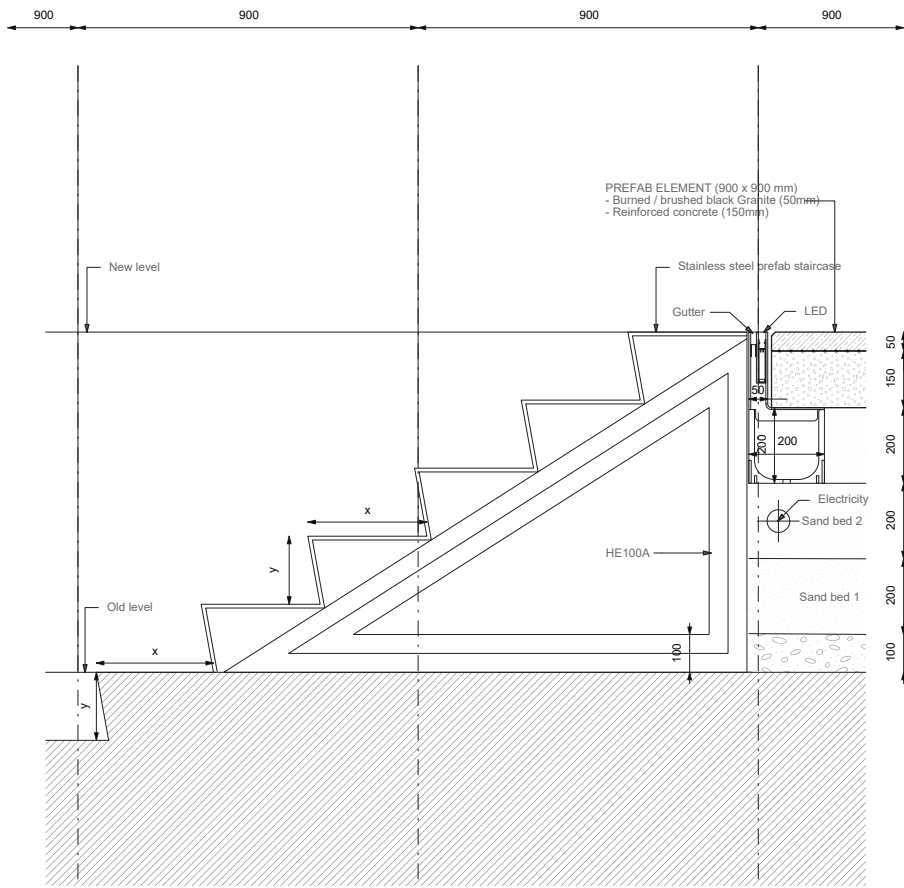 900
900
900
900
PREFAB ELEMENT (900 x 900 mm)
- Burned / brushed black Granite (50mm)
- Reinforced concrete (150mm)
New level
Stainless steel prefab staircase
Gutter
LED
50
150
50
200
200
200
x
Electricity
Sand bed 2
200
y
HE100A
Sand bed 1
200
Old level
x
100
100
y